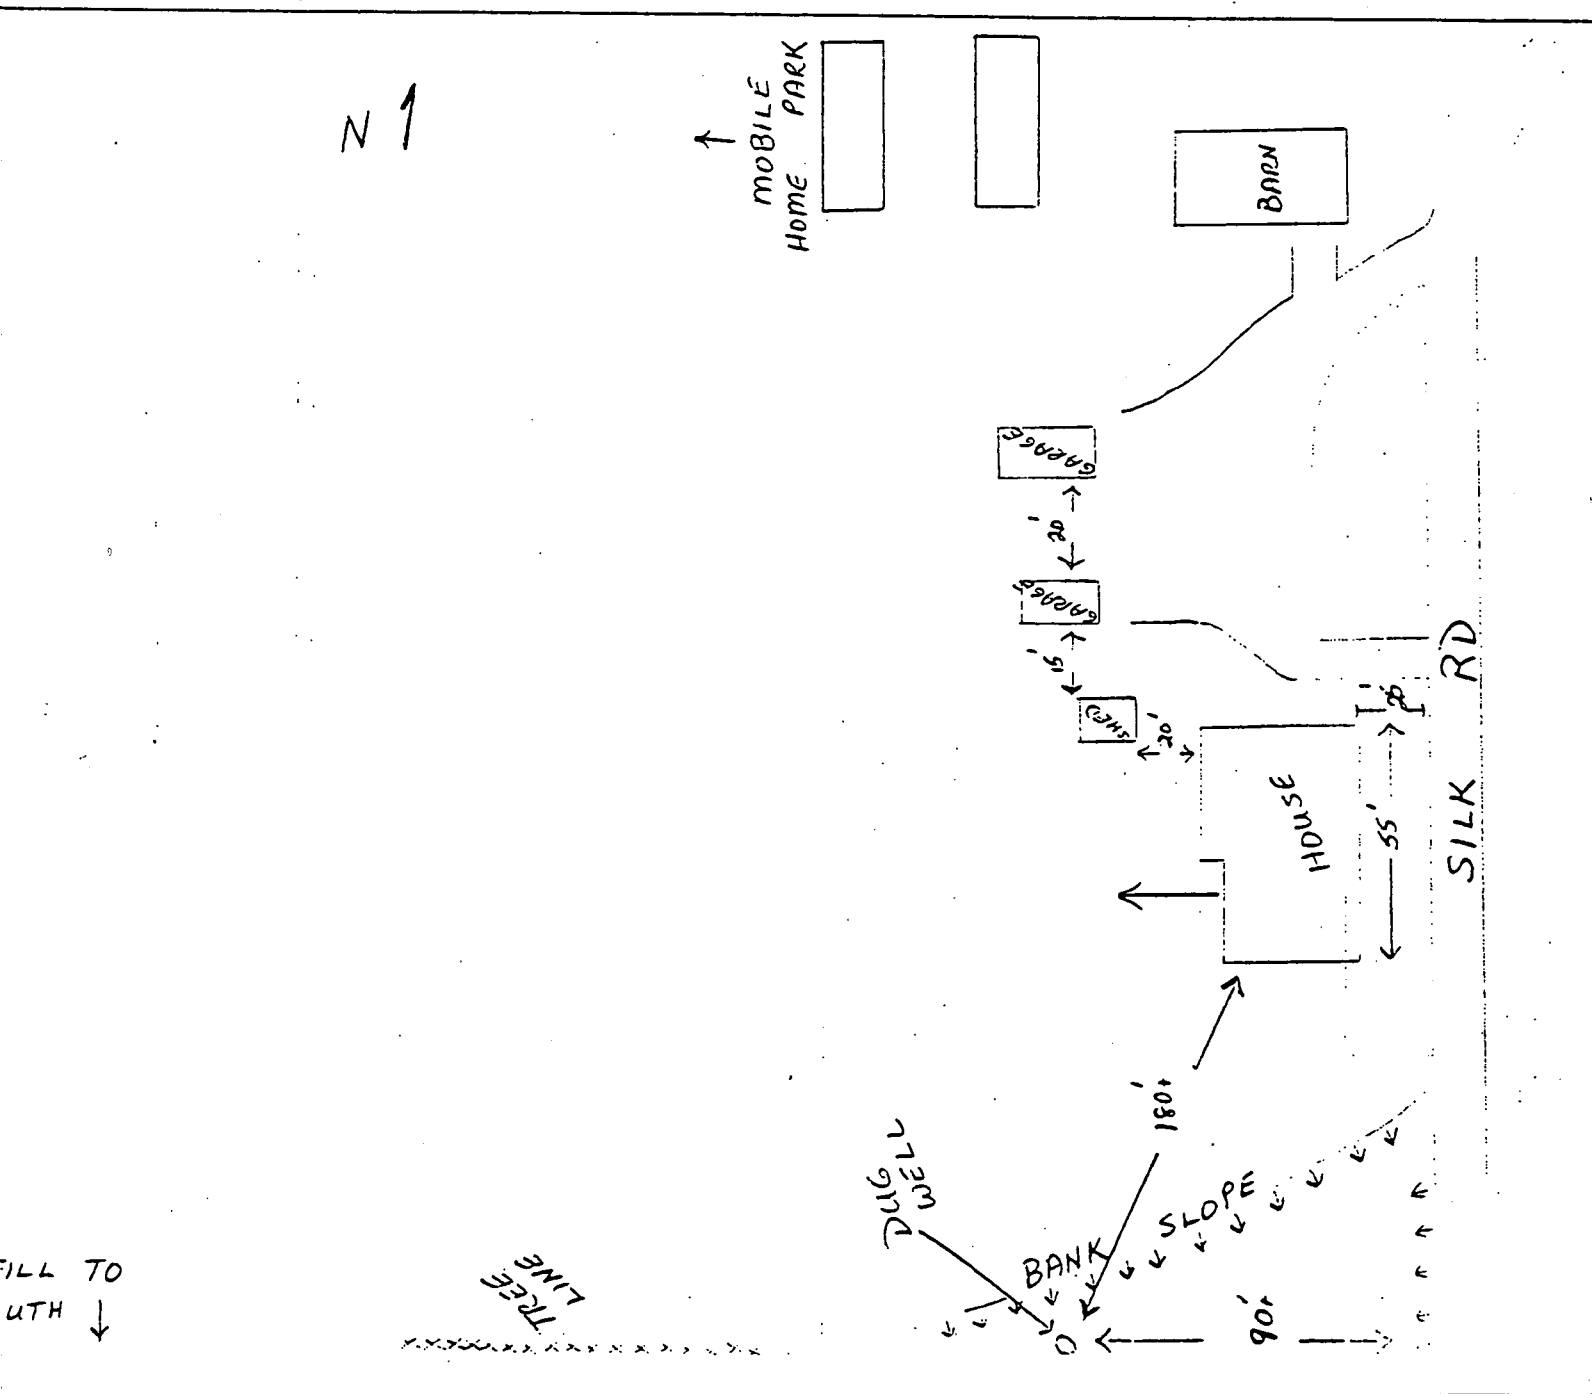 N
MOBILE
HOME PARK
BARN
GARAGE
20'
GARAGE
15'
SHED
20'
20'
HOUSE
55'
SILK RD
180+'
DUG
WELL
BANK SLOPE
90+'
TREE
LINE
FILL TO
UTH